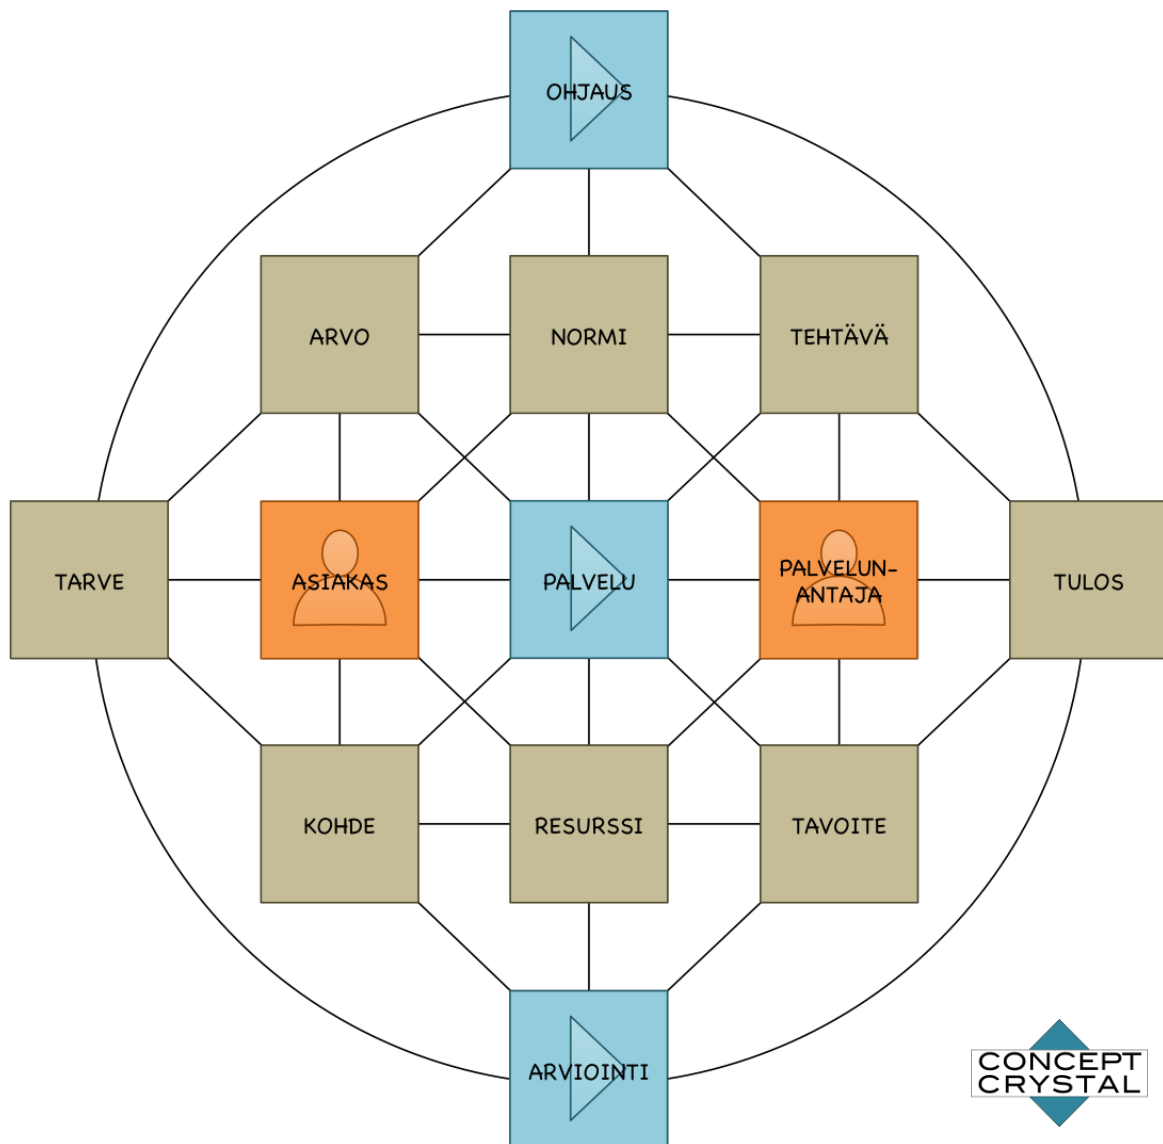 OHJAUS
ARVO
NORMI
TEHTÄVÄ
TARVE
ASIAKAS
PALVELU
PALVELUN-
ANTAJA
TULOS
KOHDE
RESURSSI
TAVOITE
ARVIOINTI
CONCEPT
CRYSTAL